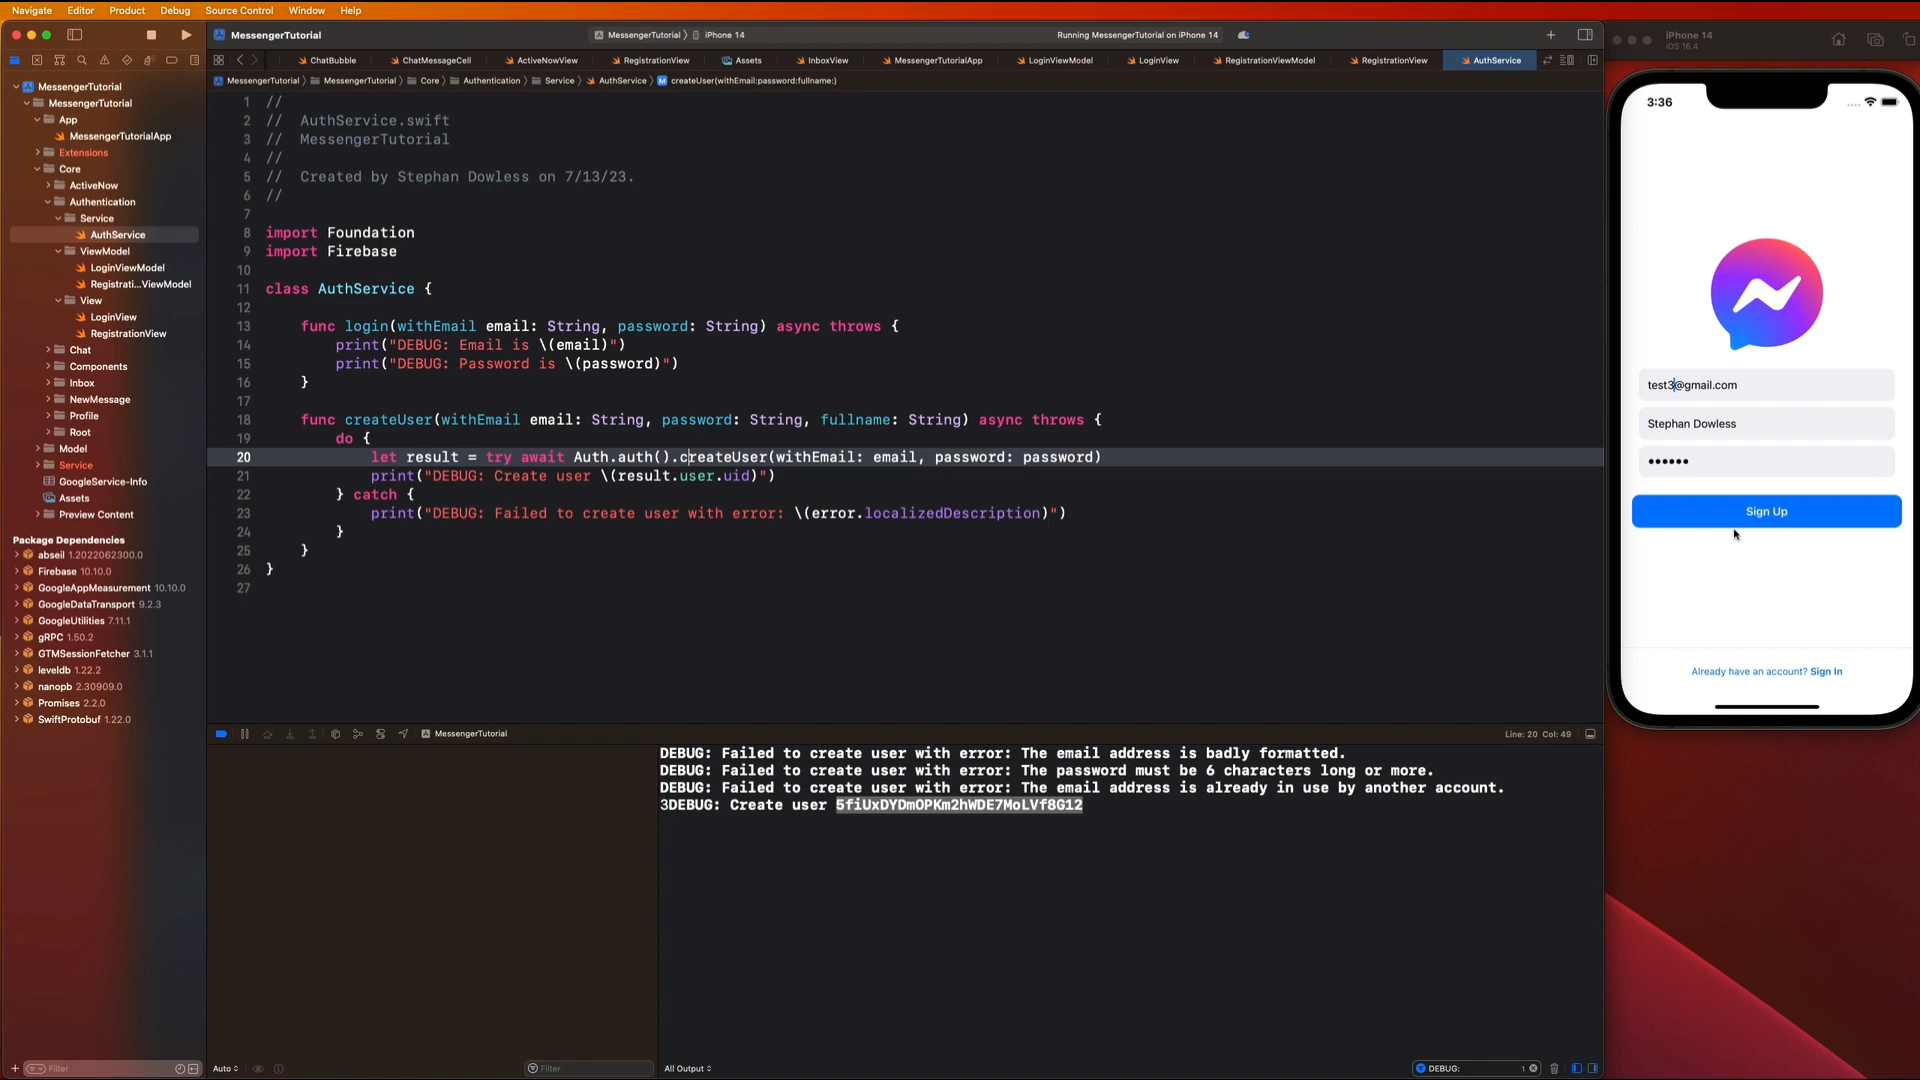 Navigate Editor Product Debug Source Control Window Help
MessengerTutorial
MessengerTutorial iPhone 14
Running MessengerTutorial on iPhone 14
ChatBubble ChatMessageCell ActiveNowView RegistrationView Assets InboxView MessengerTutorialApp LoginViewModel LoginView RegistrationViewModel RegistrationView AuthService
MessengerTutorial MessengerTutorial Core Authentication Service AuthService M createUser(withEmail:password:fullname:)
MessengerTutorial
MessengerTutorial
App
MessengerTutorialApp
Extensions
Core
ActiveNow
Authentication
Service
AuthService
ViewModel
LoginViewModel
Registrati...ViewModel
View
LoginView
RegistrationView
Chat
Components
Inbox
NewMessage
Profile
Root
Model
Service
GoogleService-Info
Assets
Preview Content
Package Dependencies
abseil 1.2022062300.0
Firebase 10.10.0
GoogleAppMeasurement 10.10.0
GoogleDataTransport 9.2.3
GoogleUtilities 7.11.1
gRPC 1.50.2
GTMSessionFetcher 3.1.1
leveldb 1.22.2
nanopb 2.30909.0
Promises 2.2.0
SwiftProtobuf 1.22.0
Filter
1 //
2 // AuthService.swift
3 // MessengerTutorial
4 //
5 // Created by Stephan Dowless on 7/13/23.
6 //
7
8 import Foundation
9 import Firebase
10
11 class AuthService {
12
13 func login(withEmail email: String, password: String) async throws {
14 print("DEBUG: Email is \(email)")
15 print("DEBUG: Password is \(password)")
16 }
17
18 func createUser(withEmail email: String, password: String, fullname: String) async throws {
19 do {
20 let result = try await Auth.auth().createUser(withEmail: email, password: password)
21 print("DEBUG: Create user \(result.user.uid)")
22 } catch {
23 print("DEBUG: Failed to create user with error: \(error.localizedDescription)")
24 }
25 }
26 }
27
MessengerTutorial
Line: 20 Col: 49
DEBUG: Failed to create user with error: The email address is badly formatted.
DEBUG: Failed to create user with error: The password must be 6 characters long or more.
DEBUG: Failed to create user with error: The email address is already in use by another account.
3DEBUG: Create user 5fiUxDYDmOPKm2hWDE7MoLVf8G12
Auto
Filter
All Output
DEBUG: 1
iPhone 14
iOS 16.4
3:36
test3@gmail.com
Stephan Dowless
••••••
Sign Up
Already have an account? Sign In